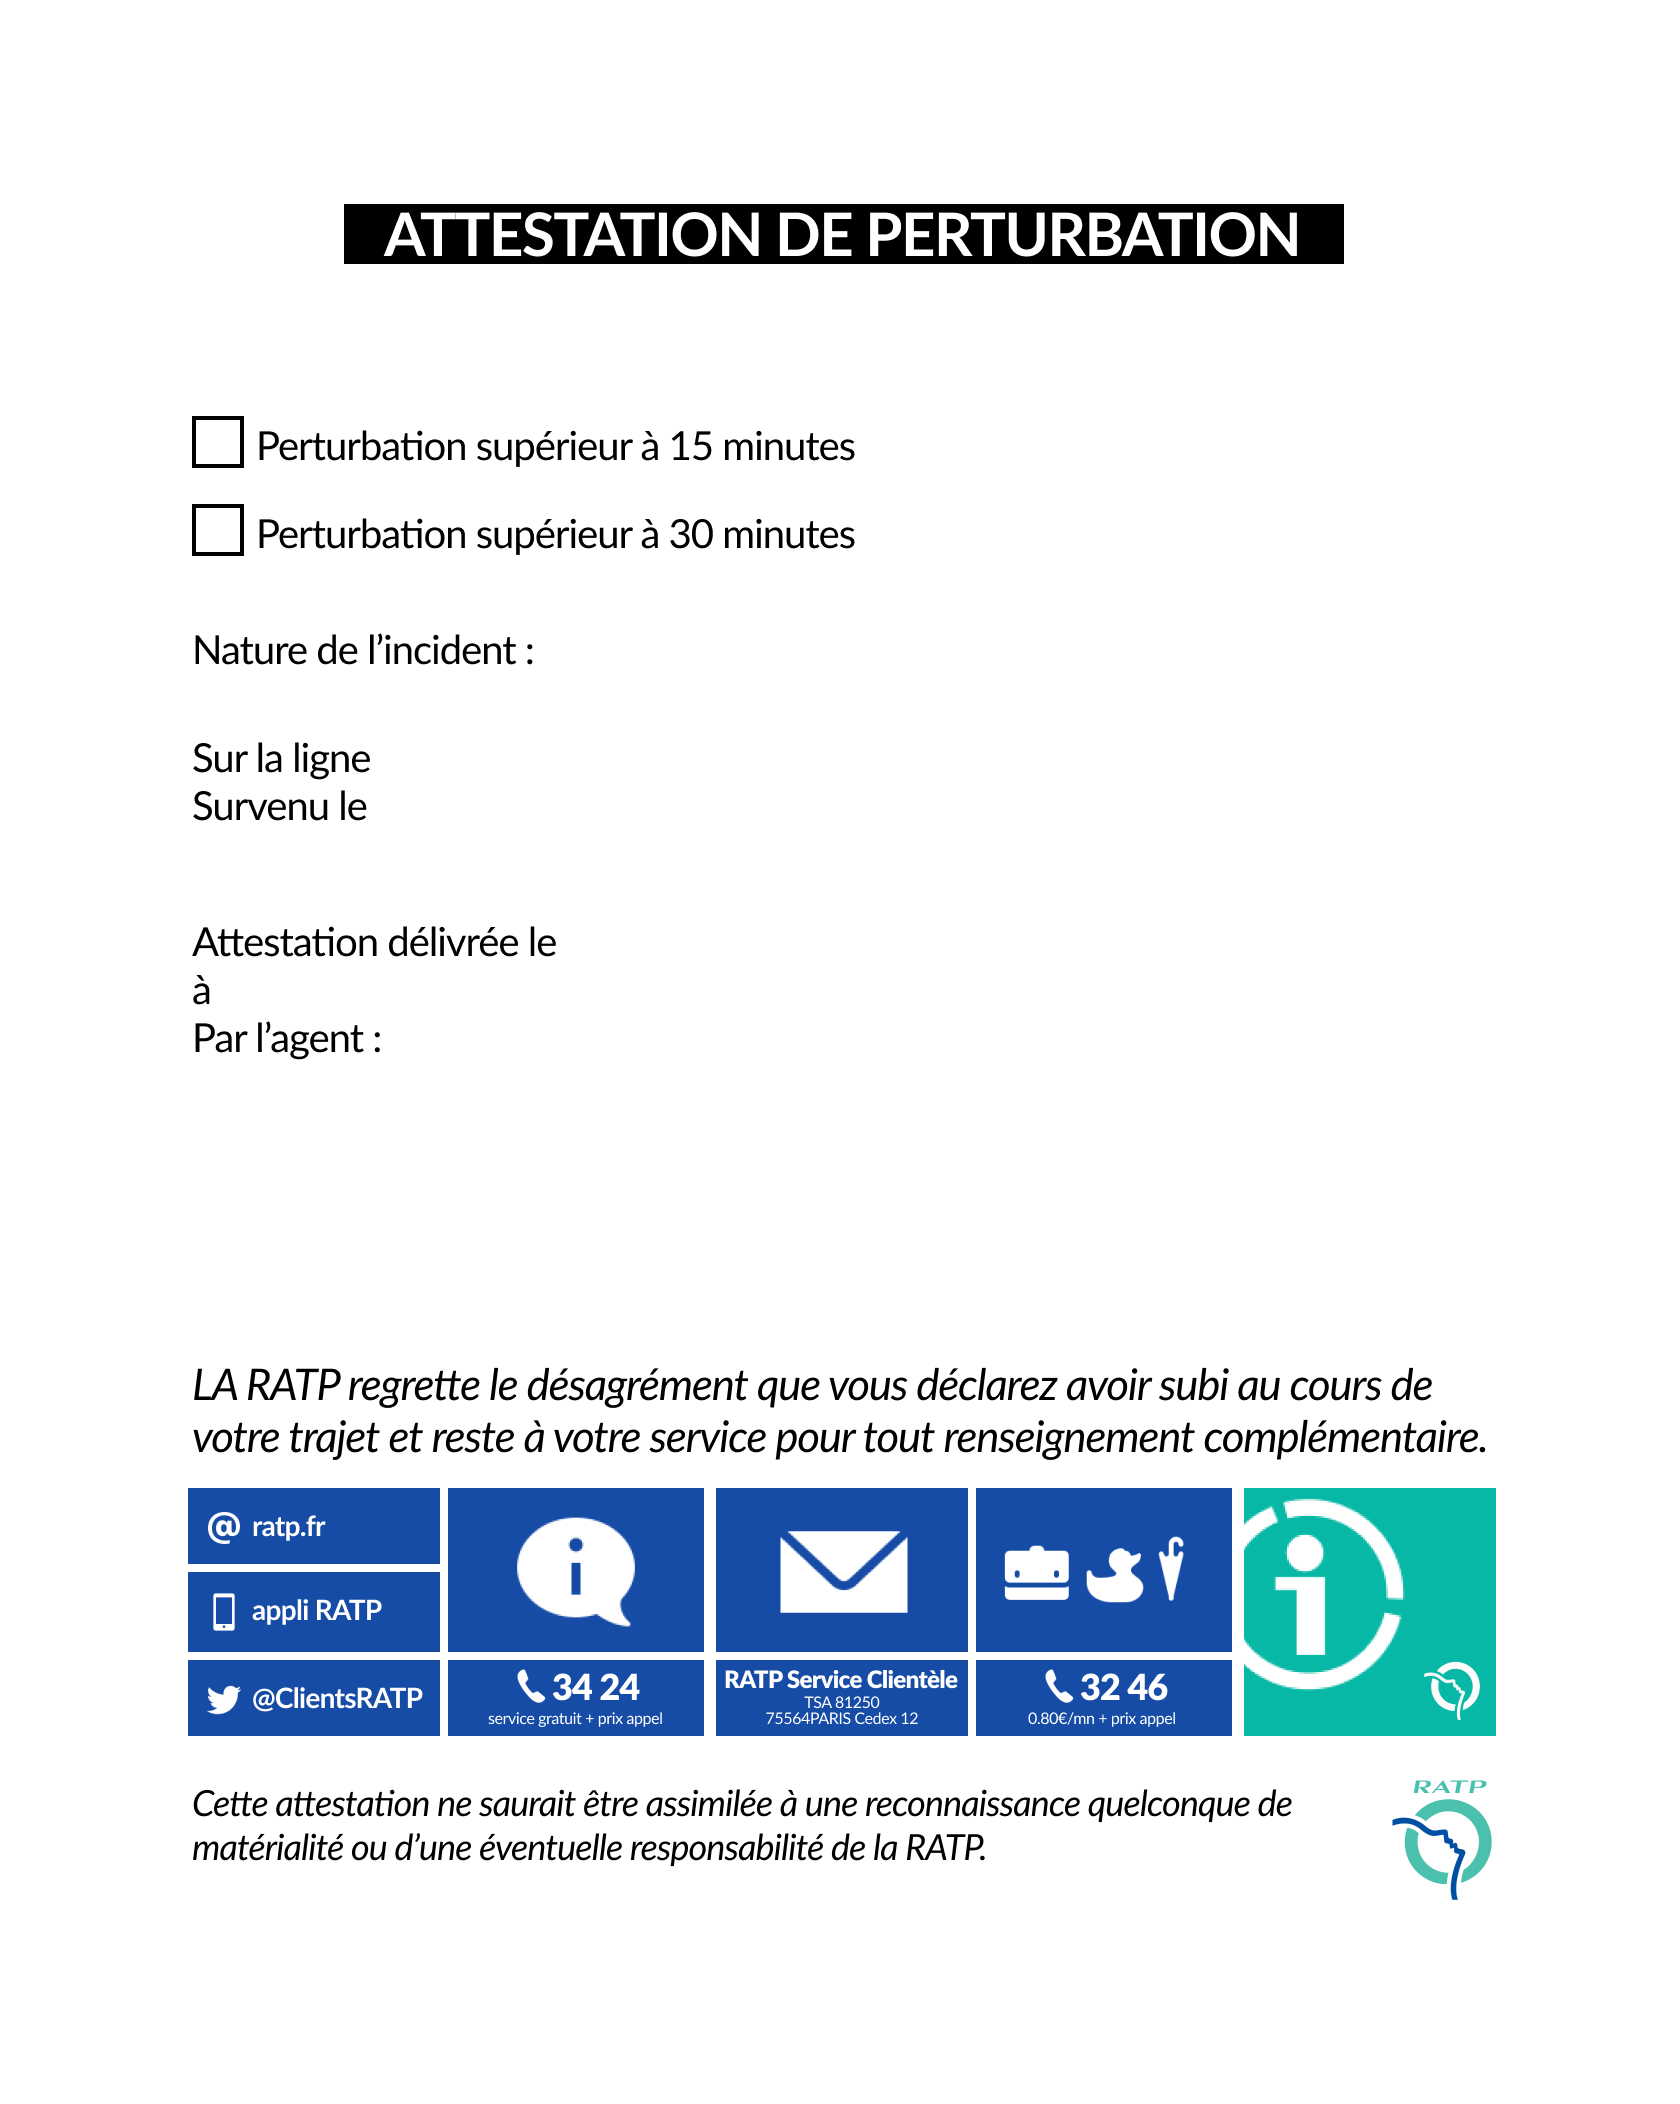 ATTESTATION DE PERTURBATION
Perturbation supérieur à 15 minutes
Perturbation supérieur à 30 minutes
Nature de l’incident :
Sur la ligne
Survenu le
Attestation délivrée le
à
Par l’agent :
LA RATP regrette le désagrément que vous déclarez avoir subi au cours de
votre trajet et reste à votre service pour tout renseignement complémentaire.
@ ratp.fr
appli RATP
@ClientsRATP
34 24
service gratuit + prix appel
RATP Service Clientèle
TSA 81250
75564PARIS Cedex 12
32 46
0.80€/mn + prix appel
Cette attestation ne saurait être assimilée à une reconnaissance quelconque de
matérialité ou d’une éventuelle responsabilité de la RATP.
RATP